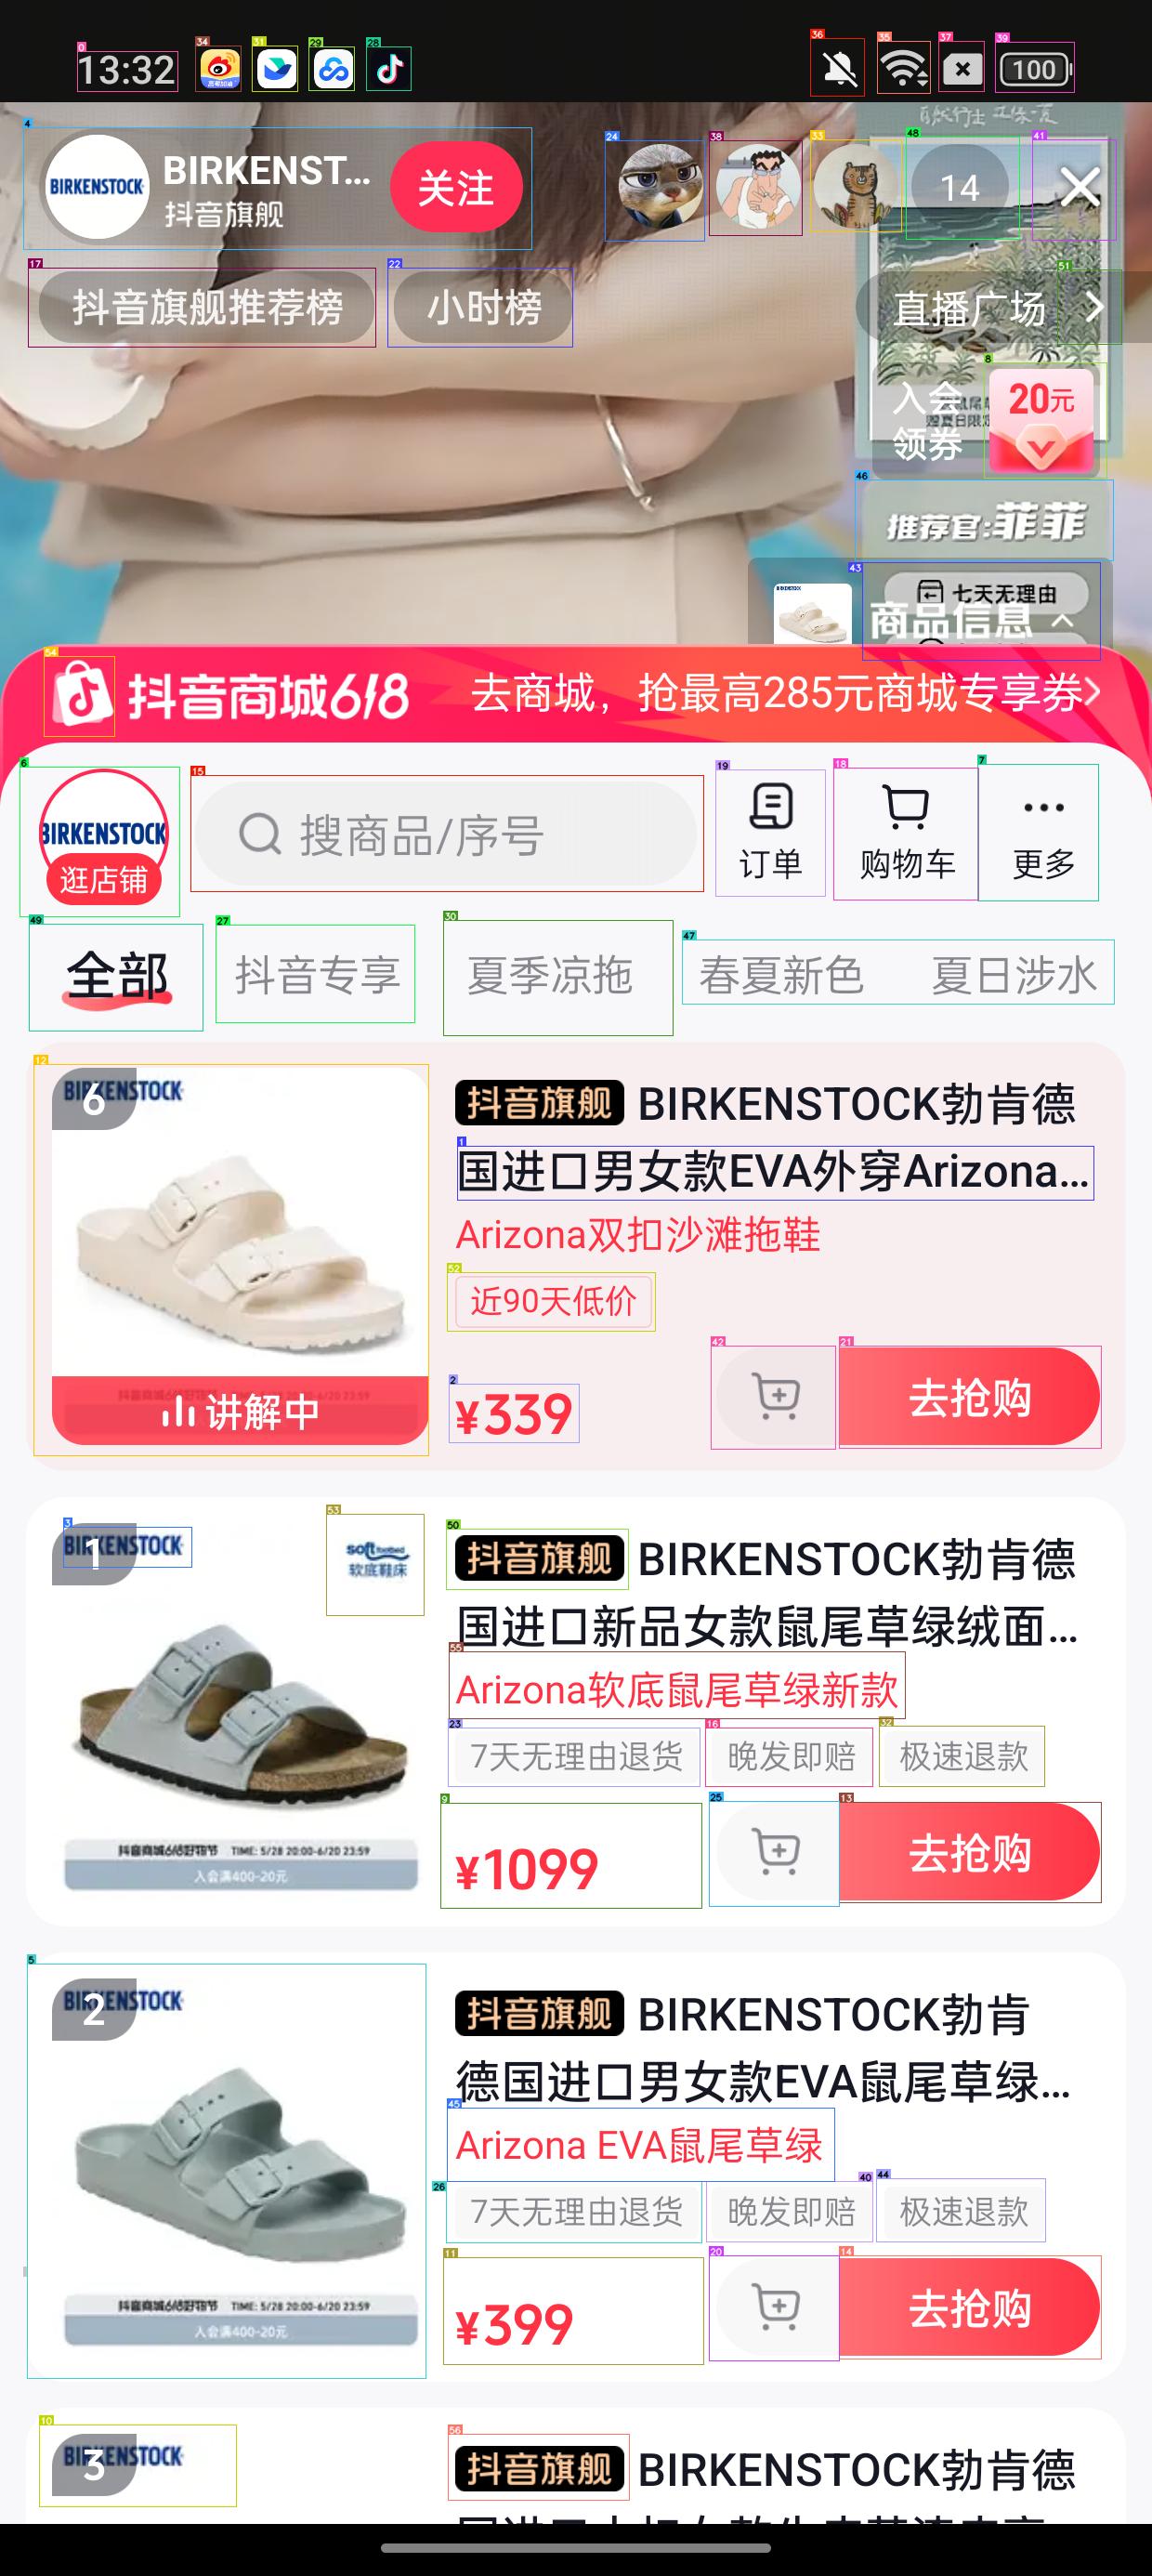 13:32
100
BIRKENST...
抖音旗舰
关注
14
抖音旗舰推荐榜
小时榜
直播广场
入会
领券
20元
推荐官:菲菲
七天无理由
商品信息
抖音商城618
去商城，抢最高285元商城专享券
BIRKENSTOCK
逛店铺
搜商品/序号
订单
购物车
更多
全部
抖音专享
夏季凉拖
春夏新色
夏日涉水
6
BIRKENSTOCK
讲解中
抖音旗舰 BIRKENSTOCK勃肯德
国进口男女款EVA外穿Arizona...
Arizona双扣沙滩拖鞋
近90天低价
¥339
去抢购
1
BIRKENSTOCK
soft footbed
软底鞋床
抖音商城618好物节 TIME: 5/28 20:00-6/20 23:59
入会满400-20元
抖音旗舰 BIRKENSTOCK勃肯德
国进口新品女款鼠尾草绿绒面...
Arizona软底鼠尾草绿新款
7天无理由退货
晚发即赔
极速退款
¥1099
去抢购
2
BIRKENSTOCK
抖音商城618好物节 TIME: 5/28 20:00-6/20 23:59
入会满400-20元
抖音旗舰 BIRKENSTOCK勃肯
德国进口男女款EVA鼠尾草绿...
Arizona EVA鼠尾草绿
7天无理由退货
晚发即赔
极速退款
¥399
去抢购
3
BIRKENSTOCK
抖音旗舰 BIRKENSTOCK勃肯德